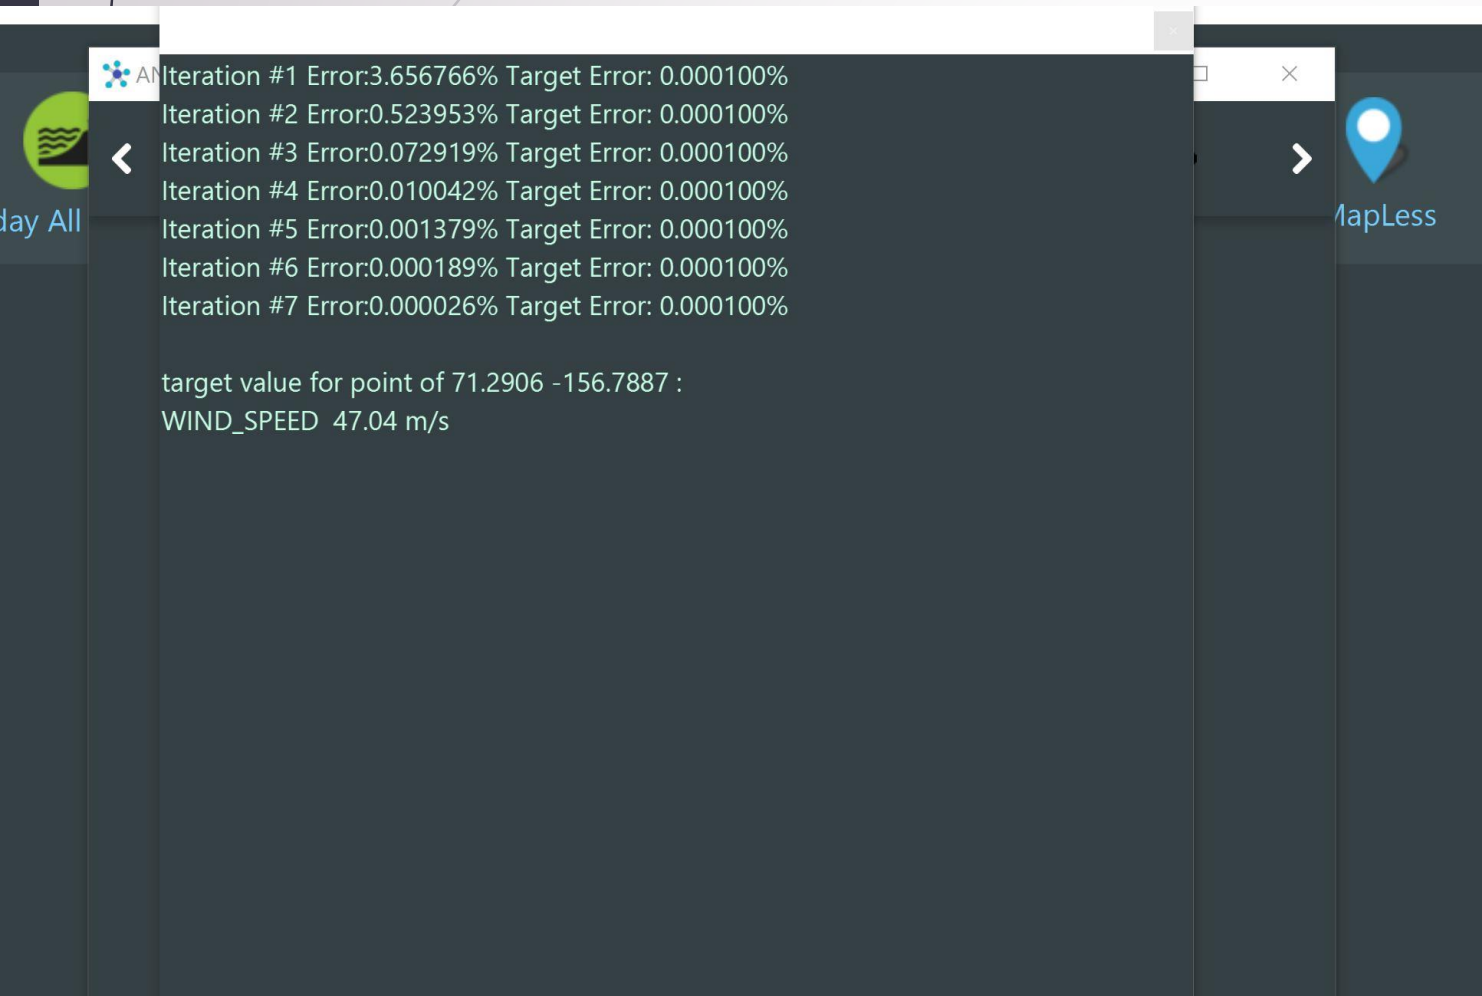 Iteration #1 Error:3.656766% Target Error: 0.000100%
Iteration #2 Error:0.523953% Target Error: 0.000100%
Iteration #3 Error:0.072919% Target Error: 0.000100%
Iteration #4 Error:0.010042% Target Error: 0.000100%
Iteration #5 Error:0.001379% Target Error: 0.000100%
Iteration #6 Error:0.000189% Target Error: 0.000100%
Iteration #7 Error:0.000026% Target Error: 0.000100%
target value for point of 71.2906 -156.7887 :
WIND_SPEED 47.04 m/s
All
MapLess